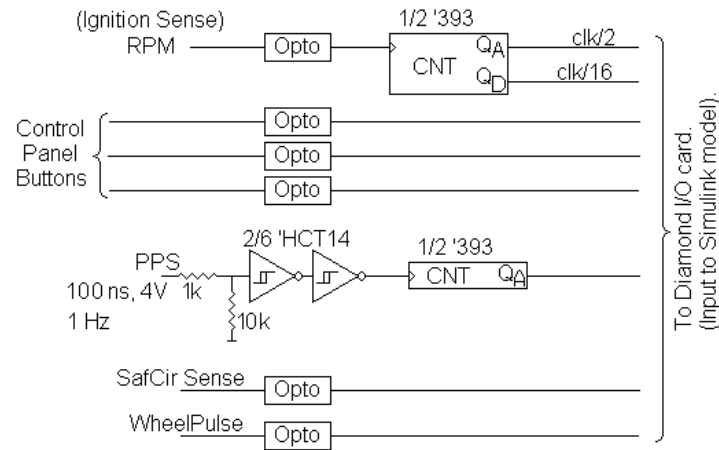 (Ignition Sense)
RPM
Opto
1/2 '393
CNT
QA
QD
clk/2
clk/16
Control
Panel
Buttons
Opto
Opto
Opto
PPS
100 ns, 4V
1 Hz
1k
10k
2/6 'HCT14
1/2 '393
CNT
QA
SafCir Sense
Opto
WheelPulse
Opto
To Diamond I/O card.
(Input to Simulink model).